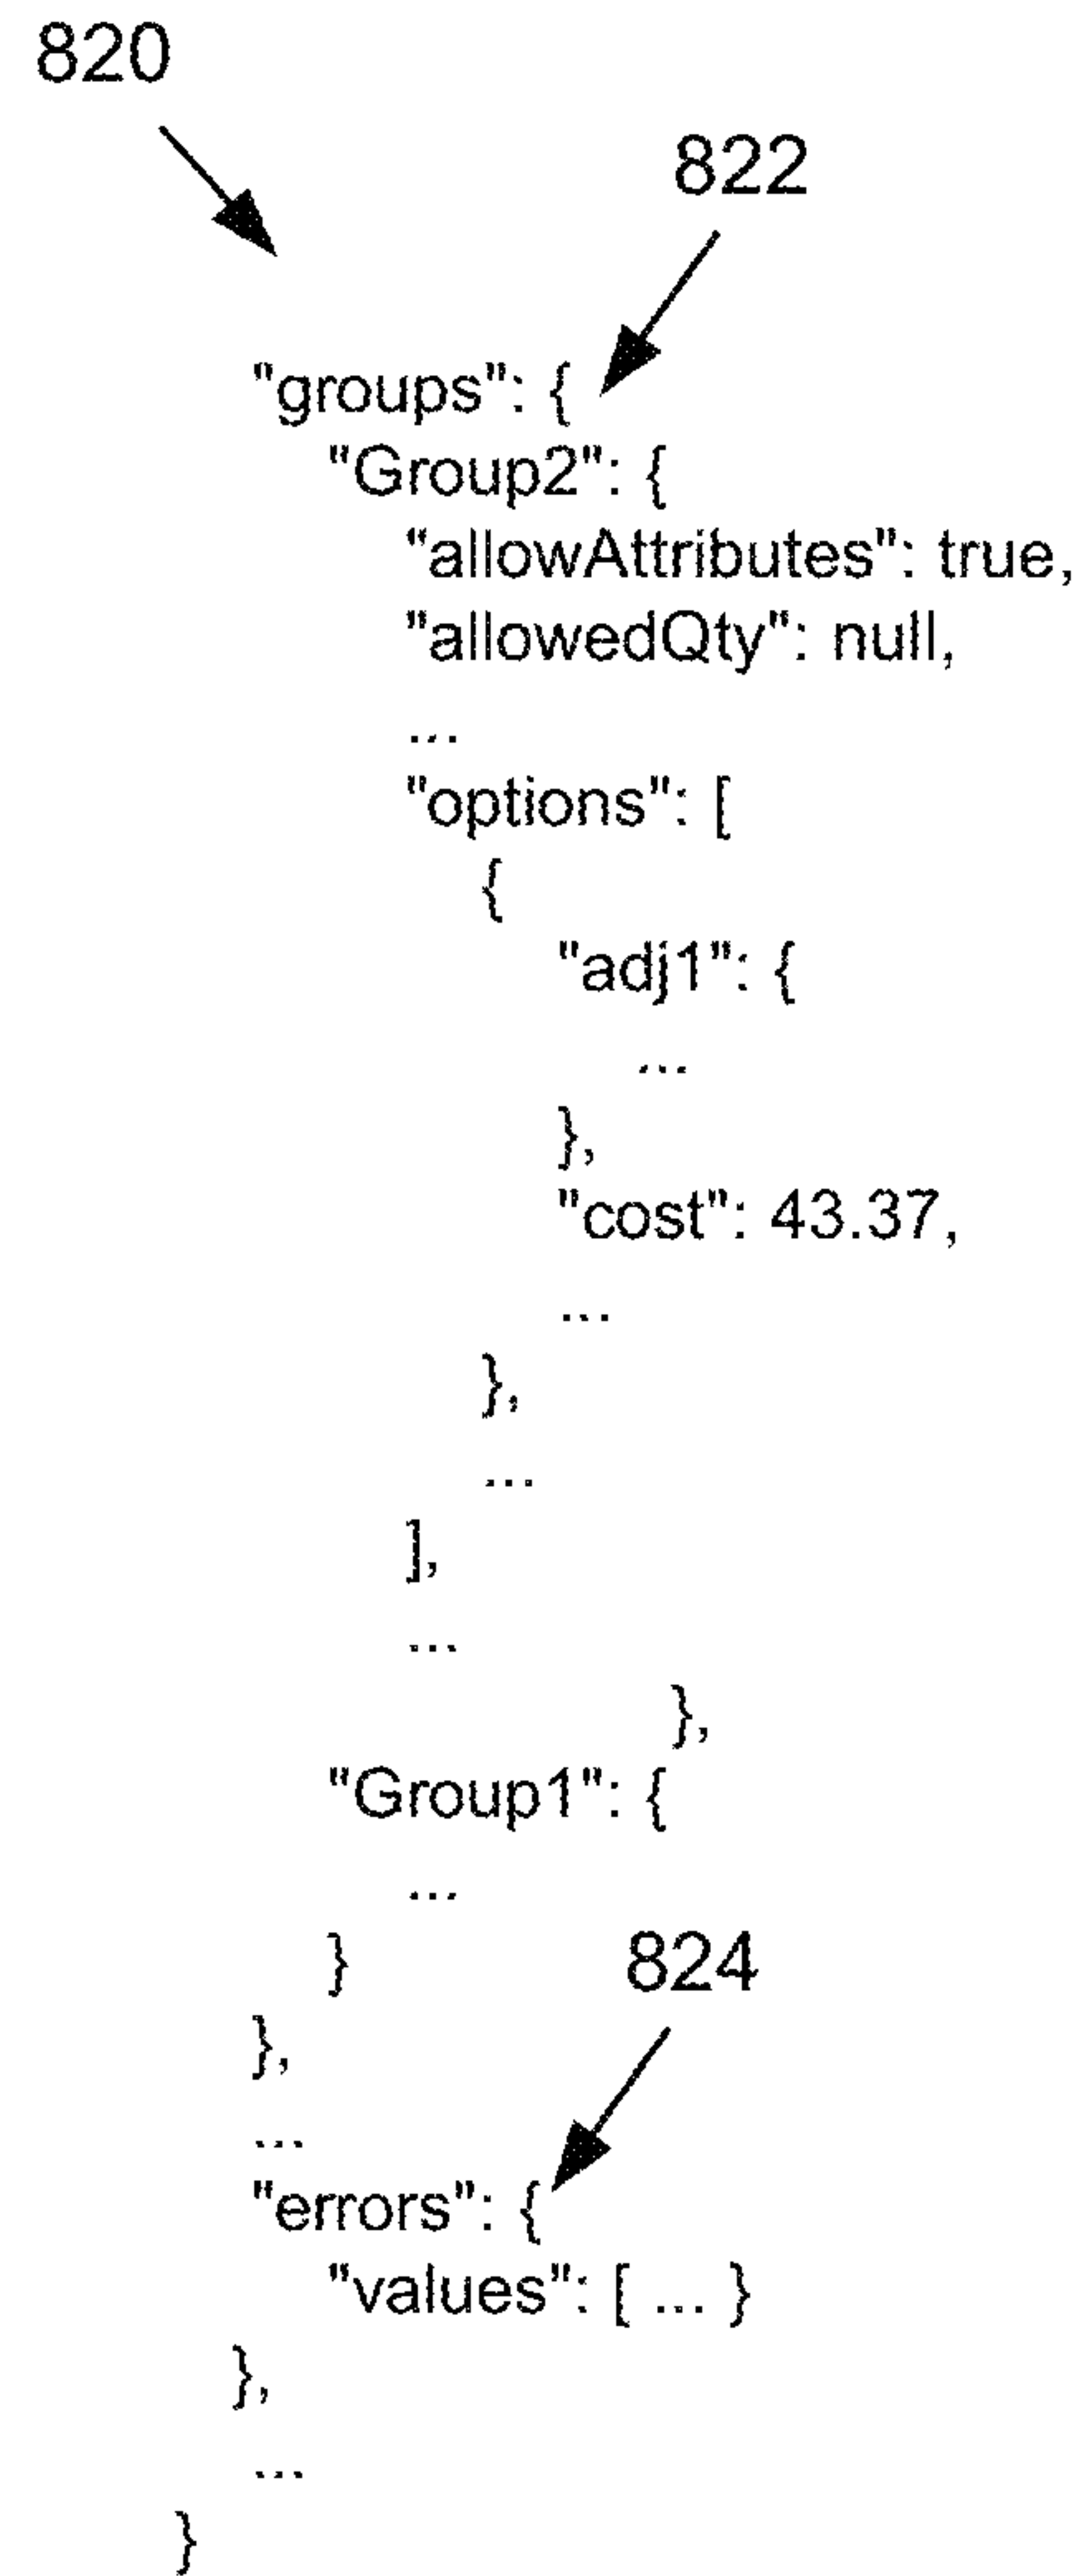 820
822
"groups": {
"Group2": {
"allowAttributes": true,
"allowedQty": null,
...
"options": [
{
"adj1": {
...
},
"cost": 43.37,
...
},
...
],
...
},
"Group1": {
...
}
824
},
...
"errors": {
"values": [ ... }
},
...
}